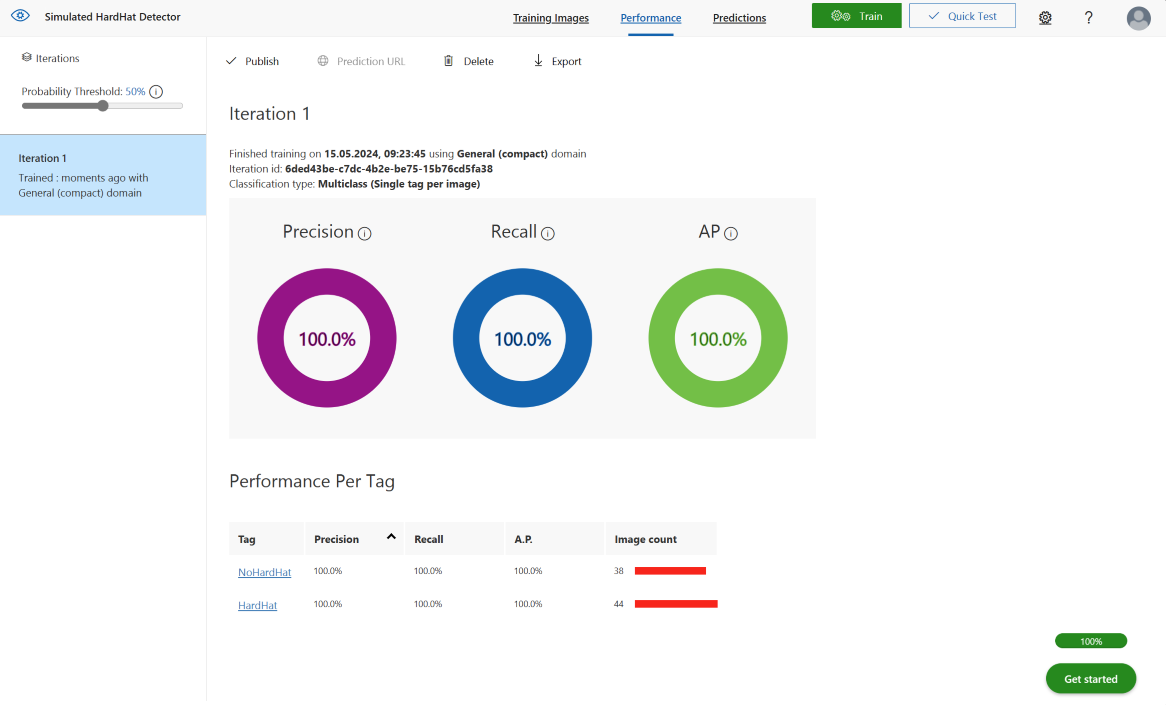 Simulated HardHat Detector
Training Images
Performance
Predictions
Train
Quick Test
?
Iterations
Probability Threshold: 50% i
Iteration 1
Trained : moments ago with
General (compact) domain
Publish
Prediction URL
Delete
Export
Iteration 1
Finished training on 15.05.2024, 09:23:45 using General (compact) domain
Iteration id: 6ded43be-c7dc-4b2e-be75-15b76cd5fa38
Classification type: Multiclass (Single tag per image)
Precision i
Recall i
AP i
100.0%
100.0%
100.0%
Performance Per Tag
Tag Precision Recall A.P. Image count
NoHardHat 100.0% 100.0% 100.0% 38
HardHat 100.0% 100.0% 100.0% 44
100%
Get started